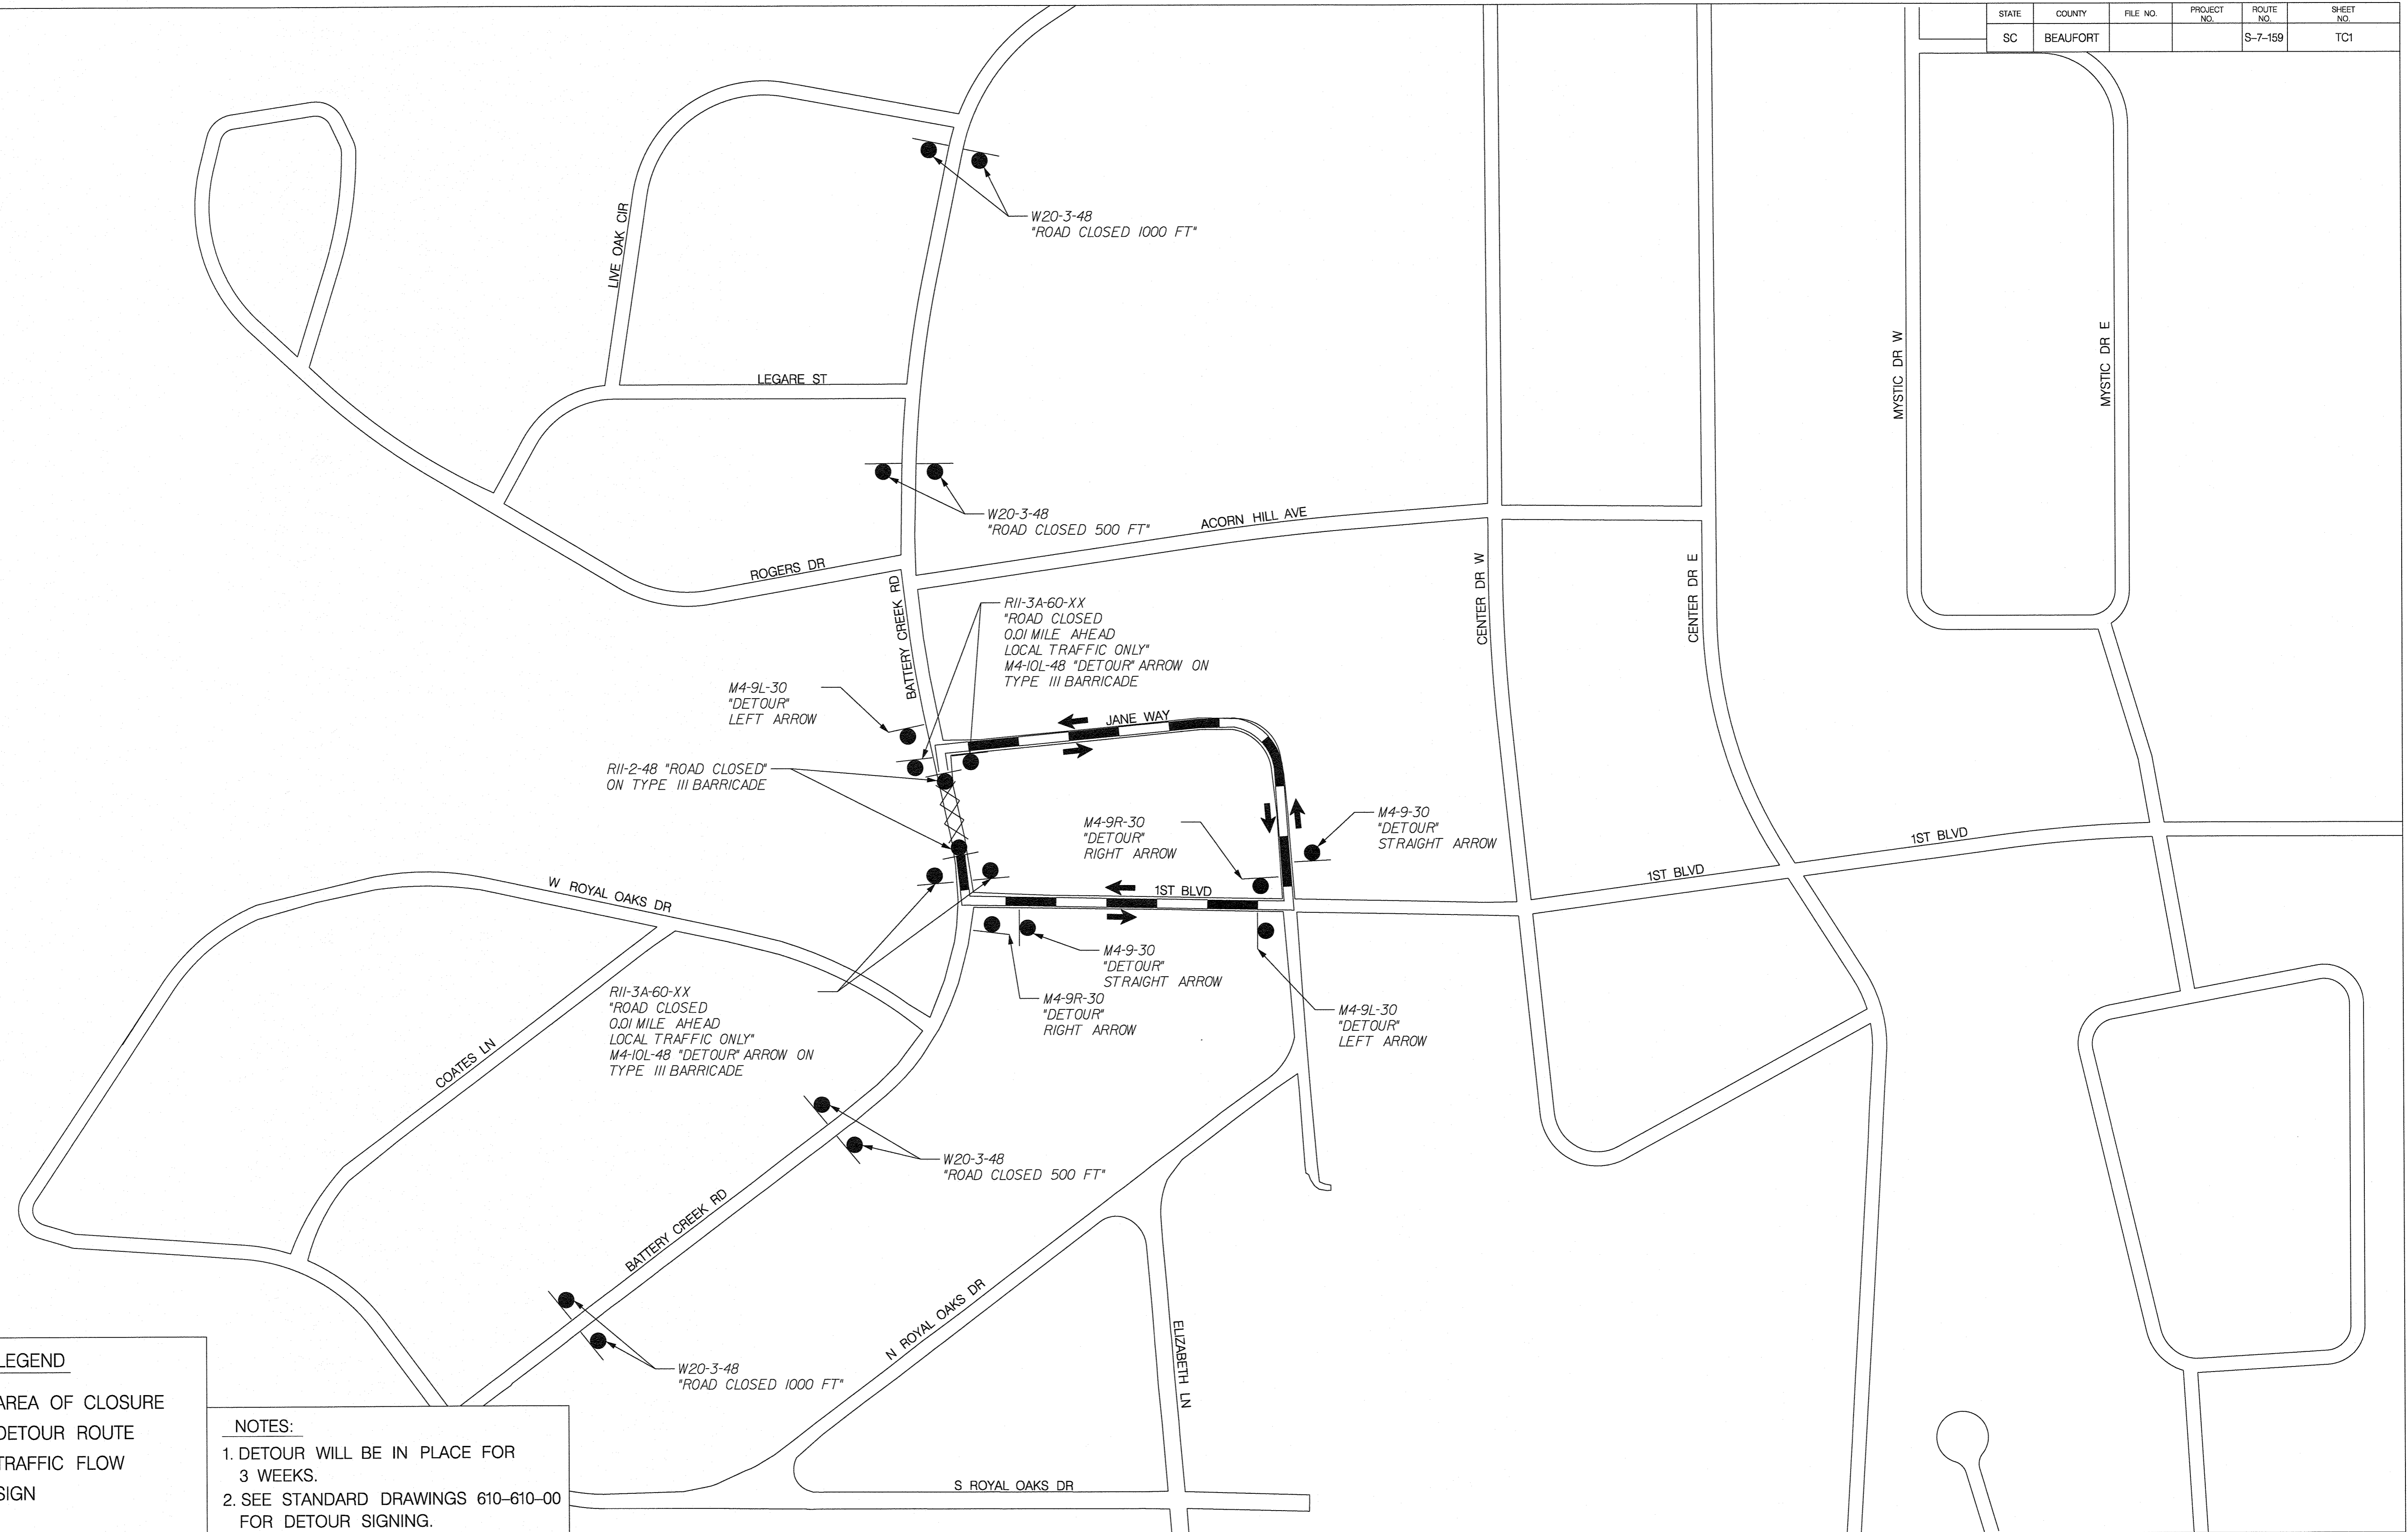 STATE COUNTY FILE NO. PROJECT NO. ROUTE NO. SHEET NO.
SC BEAUFORT S-7-159 TC1
LIVE OAK CIR
W20-3-48
"ROAD CLOSED 1000 FT"
LEGARE ST
MYSTIC DR W
MYSTIC DR E
W20-3-48
"ROAD CLOSED 500 FT"
ACORN HILL AVE
ROGERS DR
BATTERY CREEK RD
CENTER DR W
CENTER DR E
R11-3A-60-XX
"ROAD CLOSED
0.01 MILE AHEAD
LOCAL TRAFFIC ONLY"
M4-10L-48 "DETOUR" ARROW ON
TYPE III BARRICADE
M4-9L-30
"DETOUR"
LEFT ARROW
JANE WAY
R11-2-48 "ROAD CLOSED"
ON TYPE III BARRICADE
M4-9R-30
"DETOUR"
RIGHT ARROW
M4-9-30
"DETOUR"
STRAIGHT ARROW
1ST BLVD
1ST BLVD
1ST BLVD
W ROYAL OAKS DR
M4-9-30
"DETOUR"
STRAIGHT ARROW
M4-9R-30
"DETOUR"
RIGHT ARROW
M4-9L-30
"DETOUR"
LEFT ARROW
R11-3A-60-XX
"ROAD CLOSED
0.01 MILE AHEAD
LOCAL TRAFFIC ONLY"
M4-10L-48 "DETOUR" ARROW ON
TYPE III BARRICADE
COATES LN
W20-3-48
"ROAD CLOSED 500 FT"
BATTERY CREEK RD
N ROYAL OAKS DR
ELIZABETH LN
W20-3-48
"ROAD CLOSED 1000 FT"
S ROYAL OAKS DR
LEGEND
AREA OF CLOSURE
DETOUR ROUTE
TRAFFIC FLOW
SIGN
NOTES:
1. DETOUR WILL BE IN PLACE FOR
3 WEEKS.
2. SEE STANDARD DRAWINGS 610-610-00
FOR DETOUR SIGNING.